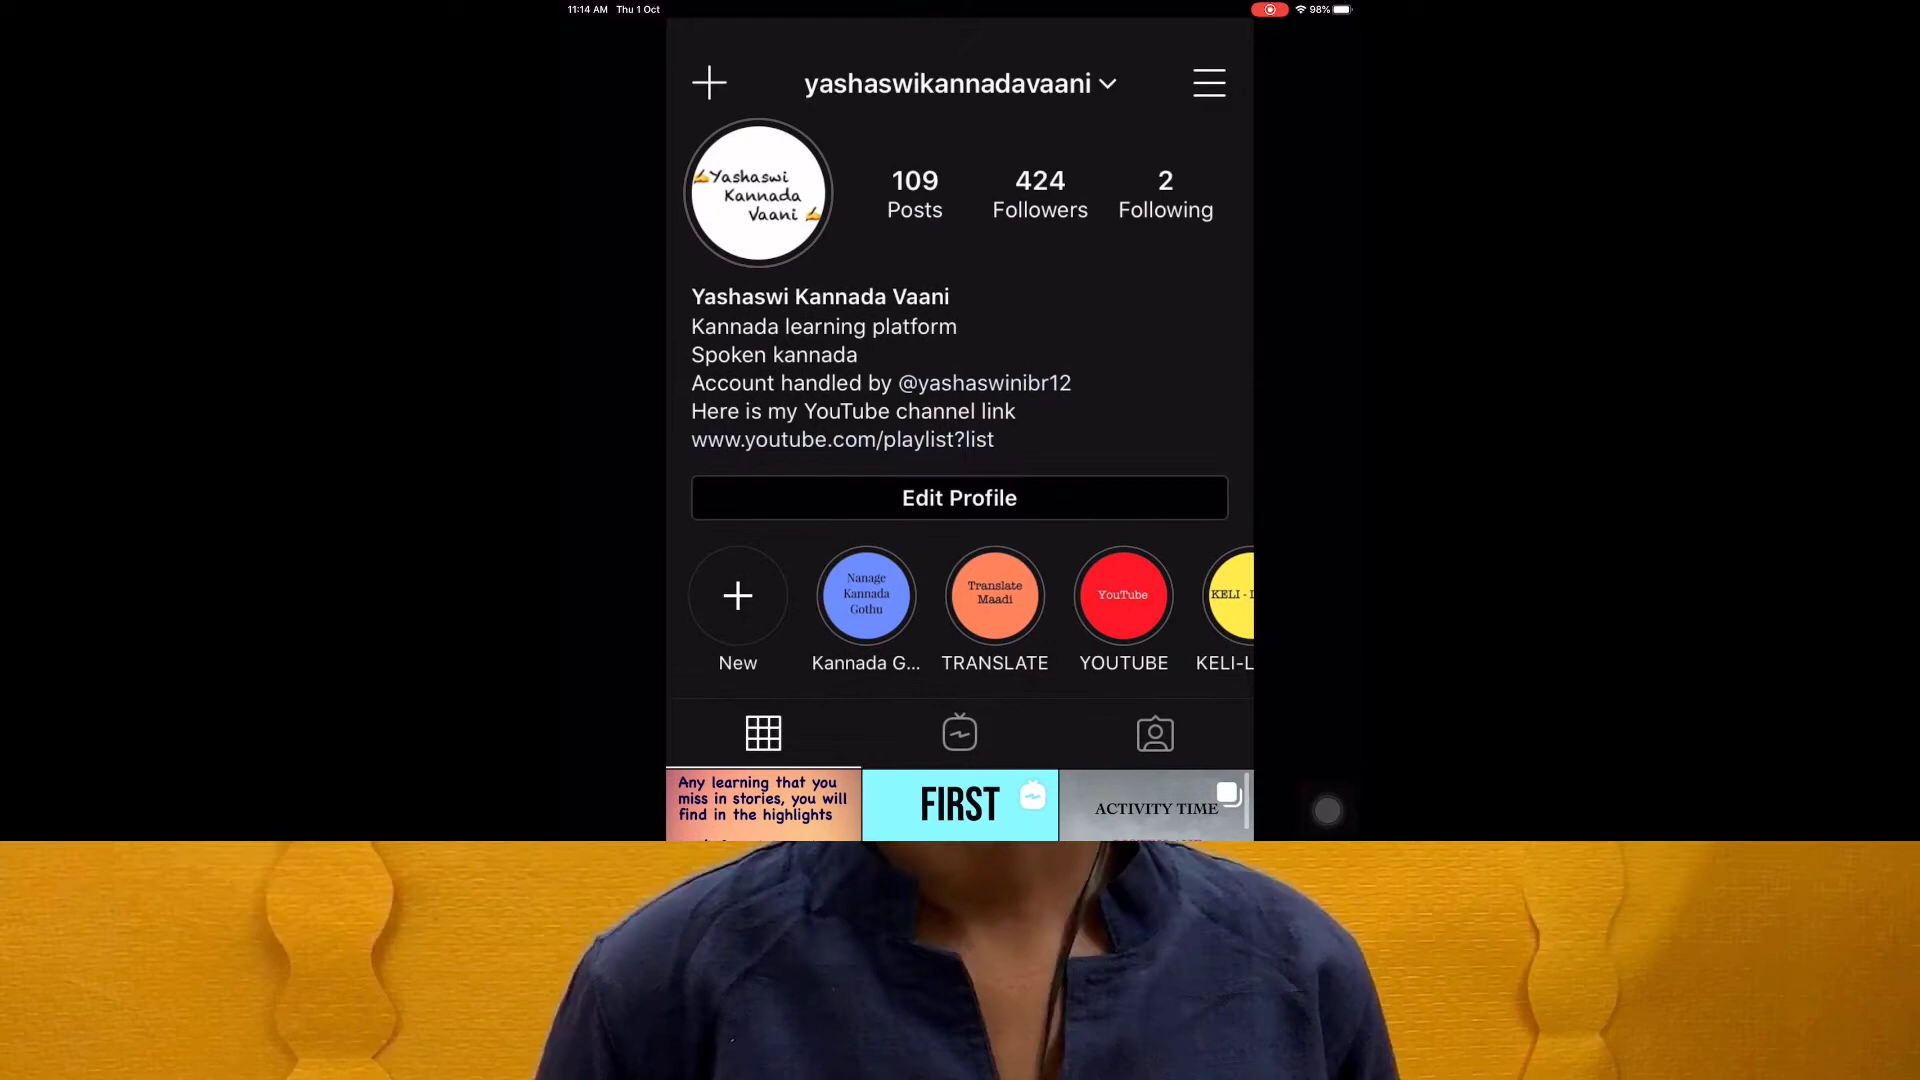 11:14 AM Thu 1 Oct
98%
yashaswikannadavaani
✍Yashaswi
Kannada
Vaani ✍
109
Posts
424
Followers
2
Following
Yashaswi Kannada Vaani
Kannada learning platform
Spoken kannada
Account handled by @yashaswinibr12
Here is my YouTube channel link
www.youtube.com/playlist?list
Edit Profile
Nanage
Kannada
Gothu
Translate
Maadi
YouTube
KELI -
New
Kannada G...
TRANSLATE
YOUTUBE
KELI-L
Any learning that you
miss in stories, you will
find in the highlights
FIRST
ACTIVITY TIME